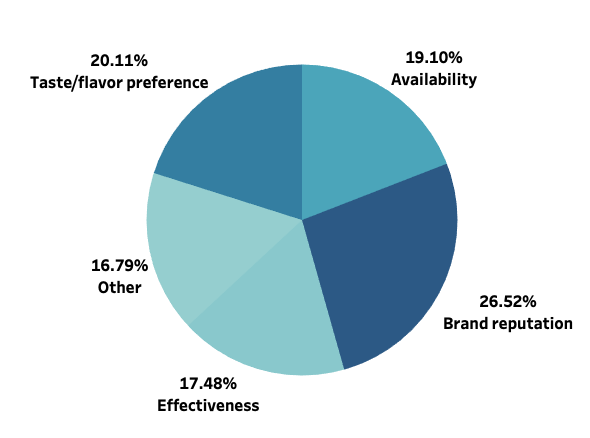 20.11%
Taste/flavor preference
19.10%
Availability
16.79%
Other
26.52%
Brand reputation
17.48%
Effectiveness